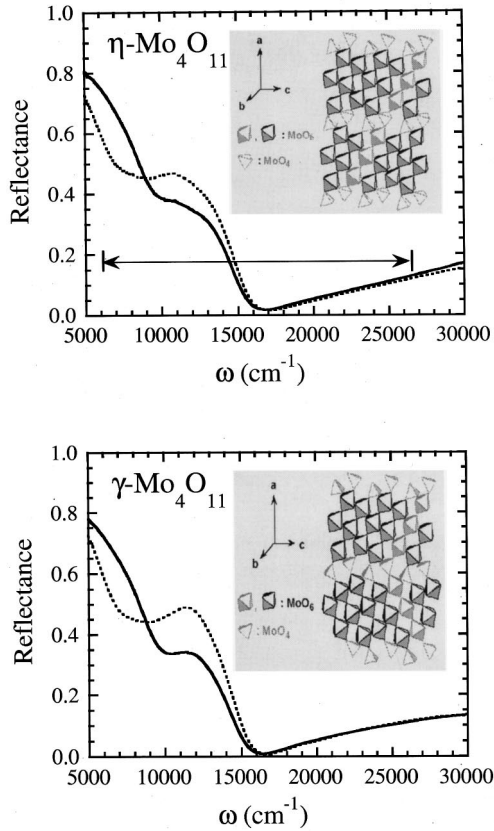 η-Mo₄O₁₁
a
b
c
: MoO₆
: MoO₄
Reflectance
1.0
0.8
0.6
0.4
0.2
0.0
5000 10000 15000 20000 25000 30000
ω (cm⁻¹)
γ-Mo₄O₁₁
a
b
c
, : MoO₆
: MoO₄
Reflectance
1.0
0.8
0.6
0.4
0.2
0.0
5000 10000 15000 20000 25000 30000
ω (cm⁻¹)